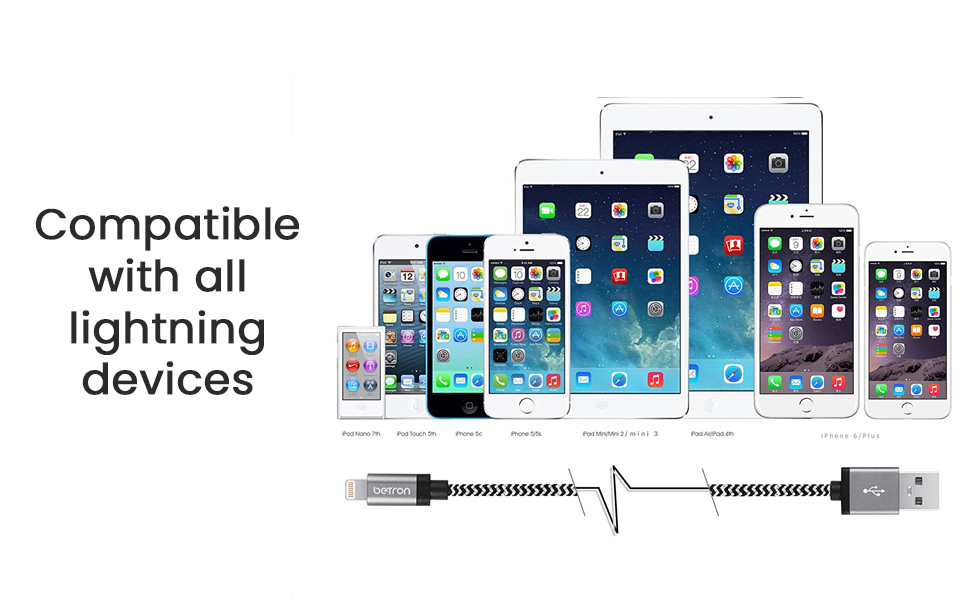 Compatible
with all
lightning
devices
iPod Nano 7th
iPod Touch 5th
iPhone 5c
iPhone 5/5s
iPad Mini/Mini 2/ mini 3
iPad Air/iPad 4th
iPhone 6/Plus
betron